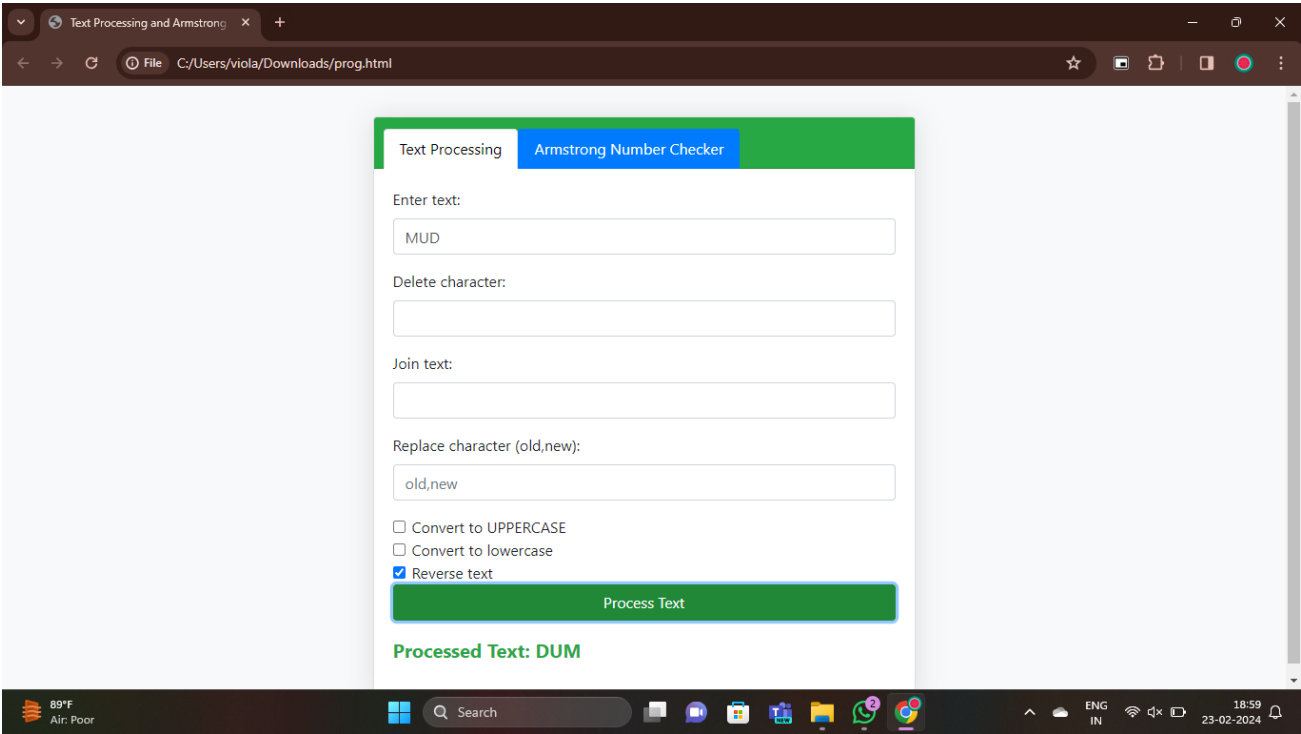 Text Processing and Armstrong
File C:/Users/viola/Downloads/prog.html
Text Processing Armstrong Number Checker
Enter text:
MUD
Delete character:
Join text:
Replace character (old,new):
old,new
Convert to UPPERCASE
Convert to lowercase
Reverse text
Process Text
Processed Text: DUM
89°F
Air: Poor
Search
2
ENG
IN
18:59
23-02-2024